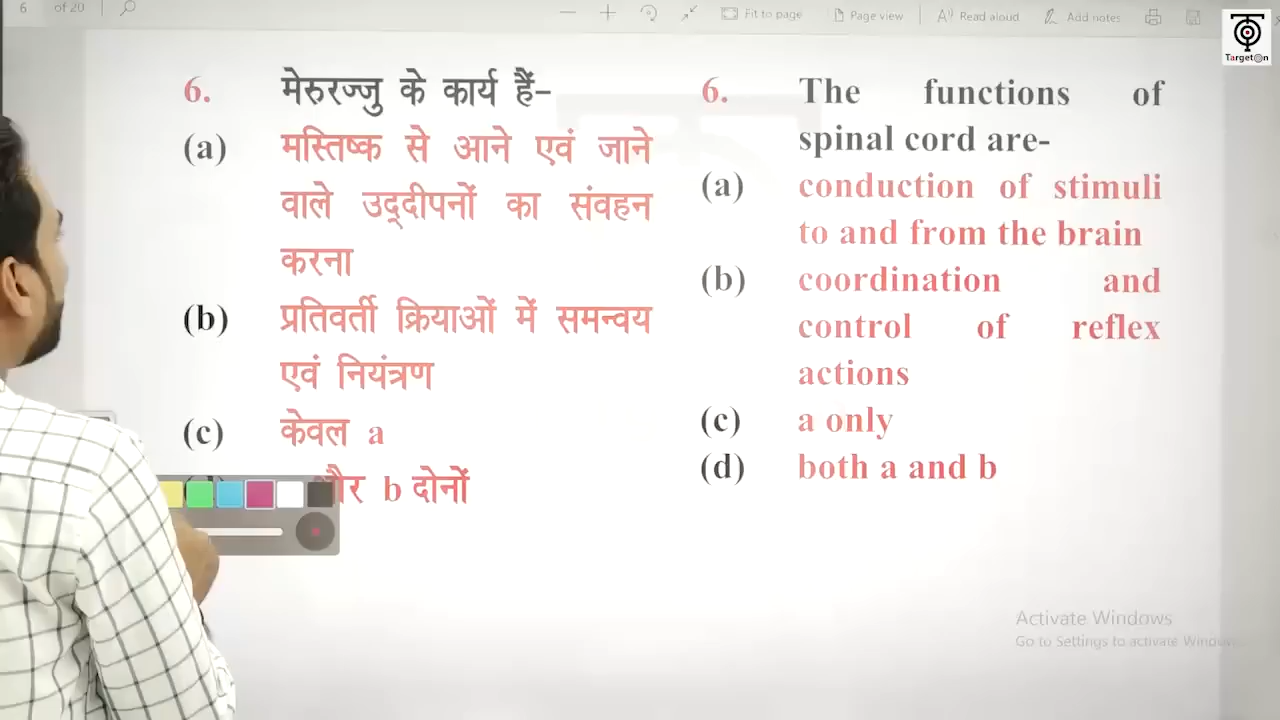 6 of 20
Fit to page
Page view
Read aloud
Add notes
TargetOn
6. मेरुरज्जु के कार्य हैं-
(a) मस्तिष्क से आने एवं जाने
वाले उद्दीपनों का संवहन
करना
(b) प्रतिवर्ती क्रियाओं में समन्वय
एवं नियंत्रण
(c) केवल a
b दोनों
6. The functions of
spinal cord are-
(a) conduction of stimuli
to and from the brain
(b) coordination and
control of reflex
actions
(c) a only
(d) both a and b
Activate Windows
Go to Settings to activate Windows